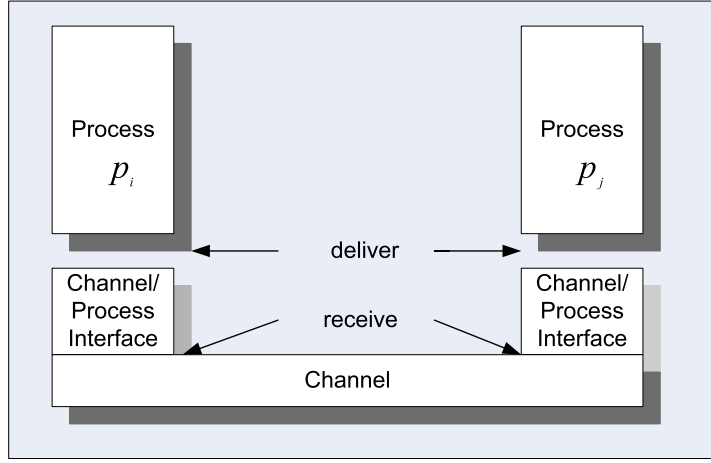 Process
p_i
Process
p_j
deliver
Channel/
Process
Interface
receive
Channel/
Process
Interface
Channel